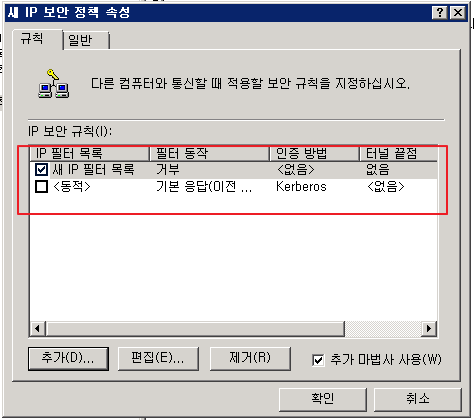 새 IP 보안 정책 속성
규칙 일반
다른 컴퓨터와 통신할 때 적용할 보안 규칙을 지정하십시오.
IP 보안 규칙(I):
IP 필터 목록 필터 동작 인증 방법 터널 끝점
새 IP 필터 목록 거부 <없음> 없음
<동적> 기본 응답(이전 ... Kerberos <없음>
추가(D)... 편집(E)... 제거(R) 추가 마법사 사용(W)
확인 취소